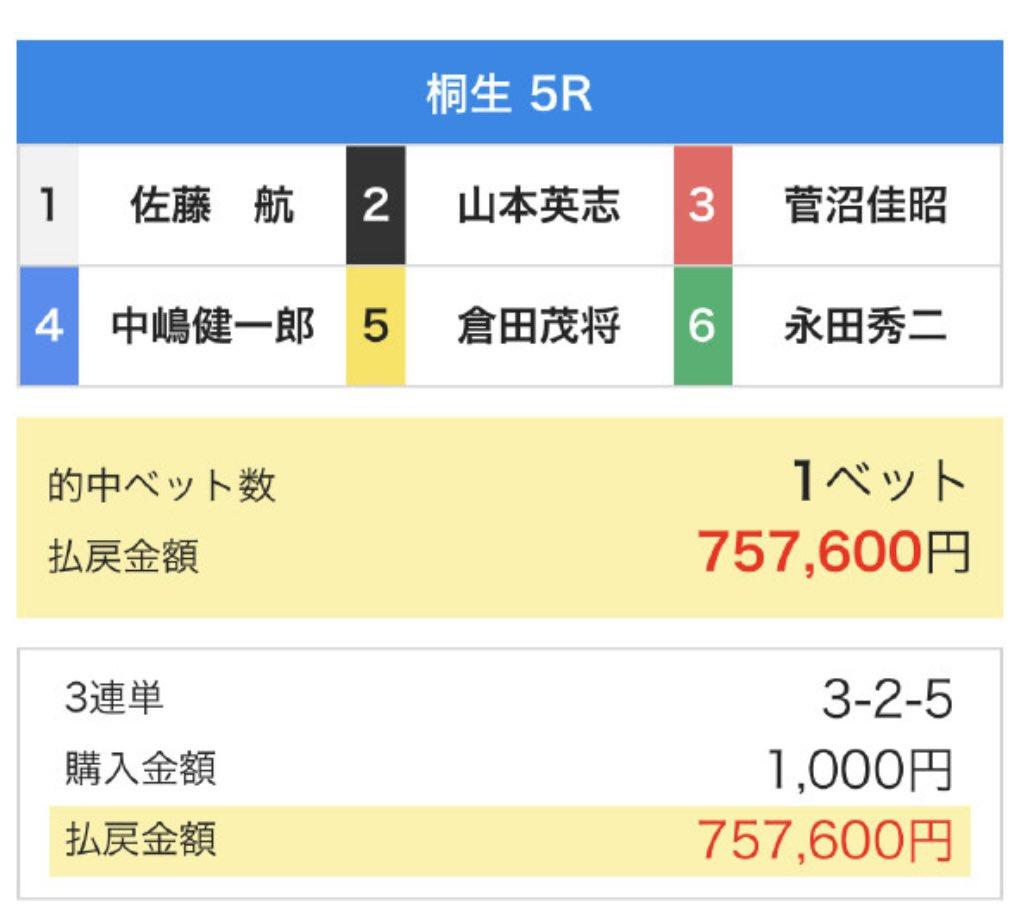 桐生 5R
1 佐藤　航 2 山本英志 3 菅沼佳昭
4 中嶋健一郎 5 倉田茂将 6 永田秀二
的中ベット数 1ベット
払戻金額 757,600円
3連単 3-2-5
購入金額 1,000円
払戻金額 757,600円